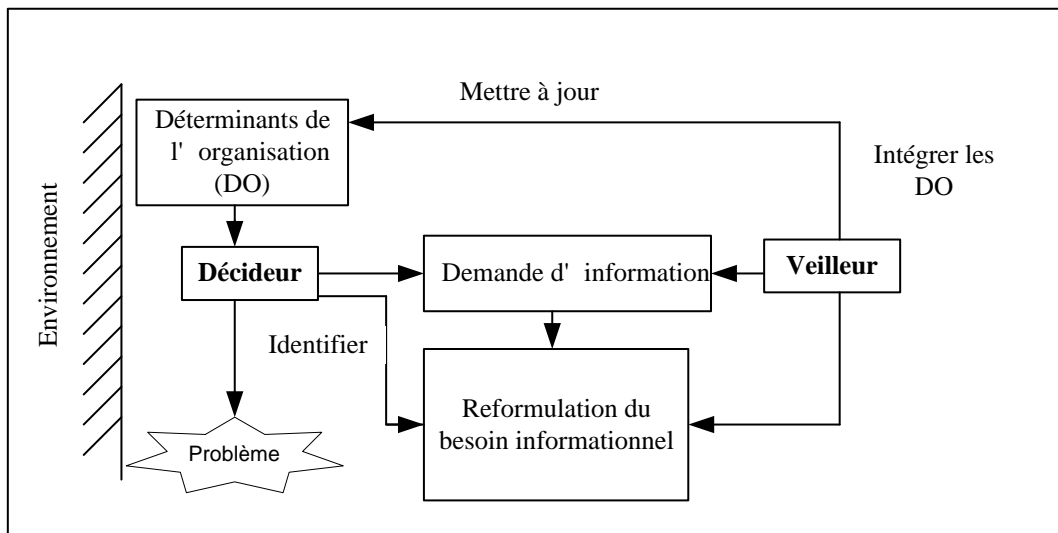 Mettre à jour
Déterminants de
l' organisation
(DO)
Intégrer les
DO
Environnement
Décideur
Demande d' information
Veilleur
Identifier
Reformulation du
besoin informationnel
Problème